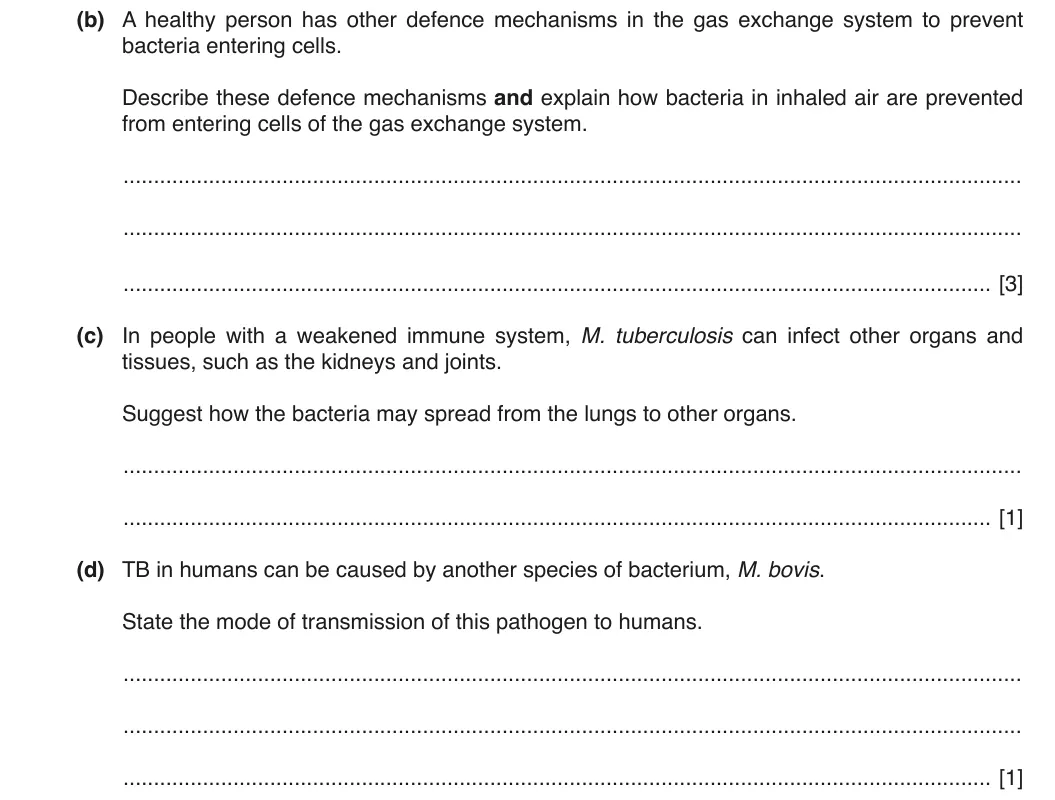 (b) A healthy person has other defence mechanisms in the gas exchange system to prevent
bacteria entering cells.
Describe these defence mechanisms and explain how bacteria in inhaled air are prevented
from entering cells of the gas exchange system.
..........................................................................................................................................................
..........................................................................................................................................................
..................................................................................................................................................... [3]
(c) In people with a weakened immune system, M. tuberculosis can infect other organs and
tissues, such as the kidneys and joints.
Suggest how the bacteria may spread from the lungs to other organs.
..........................................................................................................................................................
..................................................................................................................................................... [1]
(d) TB in humans can be caused by another species of bacterium, M. bovis.
State the mode of transmission of this pathogen to humans.
..........................................................................................................................................................
..........................................................................................................................................................
..................................................................................................................................................... [1]